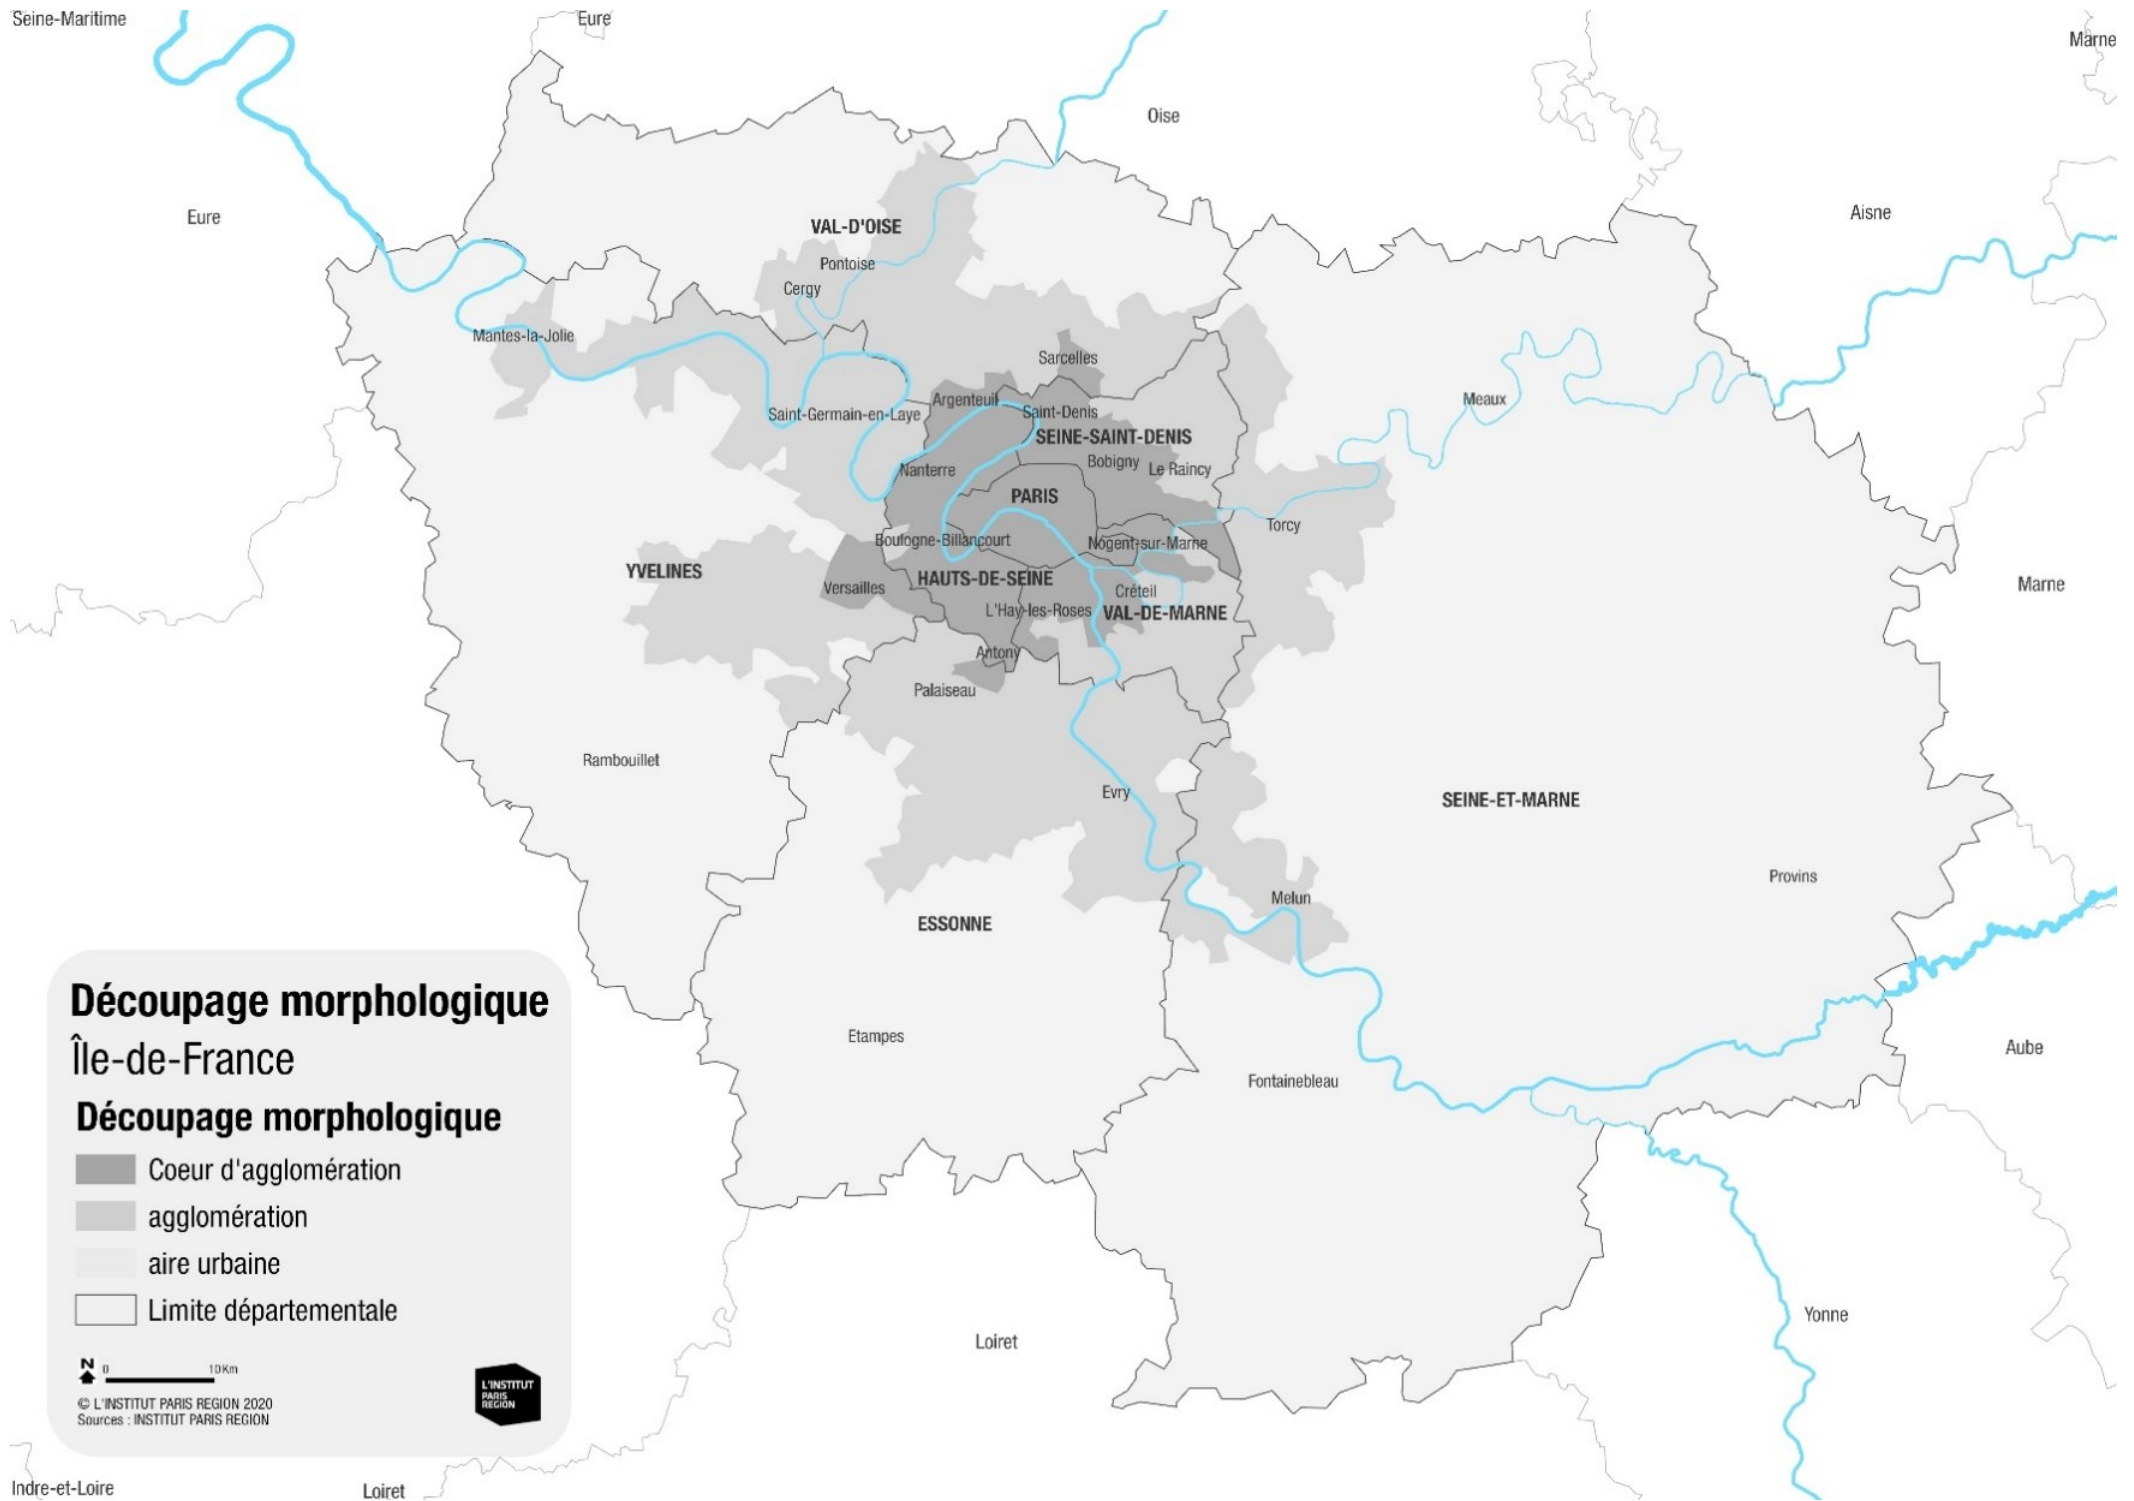 Seine-Maritime
Eure
Marne
Oise
Eure
Aisne
VAL-D'OISE
Pontoise
Cergy
Mantes-la-Jolie
Sarcelles
Argenteuil
Meaux
Saint-Germain-en-Laye
Saint-Denis
SEINE-SAINT-DENIS
Bobigny
Le Raincy
Nanterre
PARIS
Torcy
Boulogne-Billancourt
Nogent-sur-Marne
YVELINES
HAUTS-DE-SEINE
Marne
Versailles
Créteil
L'Hay-les-Roses
VAL-DE-MARNE
Antony
Palaiseau
Rambouillet
Evry
SEINE-ET-MARNE
Provins
Melun
ESSONNE
Etampes
Aube
Fontainebleau
Yonne
Loiret
Découpage morphologique
Île-de-France
Découpage morphologique
Coeur d'agglomération
agglomération
aire urbaine
Limite départementale
N 0 10 Km
© L'INSTITUT PARIS REGION 2020
Sources : INSTITUT PARIS REGION
L'INSTITUT
PARIS
REGION
Indre-et-Loire
Loiret